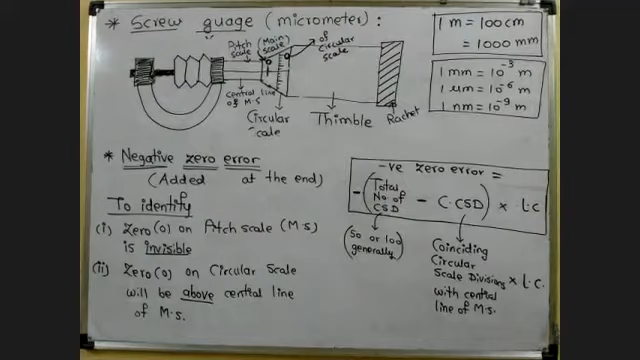 * Screw guage (micrometer) :
Pitch scale (Main scale)
0 of Circular scale
central line of M.S
Circular scale
Thimble
Rachet
1 m = 100 cm
= 1000 mm
1 mm = 10⁻³ m
1 μm = 10⁻⁶ m
1 nm = 10⁻⁹ m
* Negative zero error
(Added at the end)
To identify
(i) Zero(0) on Pitch scale (M.S)
is invisible
(ii) Zero(0) on Circular Scale
will be above central line
of M.S.
-ve zero error =
-(Total No of CSD - C.CSD) × L.C
(50 or 100 generally)
Coinciding
Circular
Scale Divisions × L.C.
with central
line of M.S.